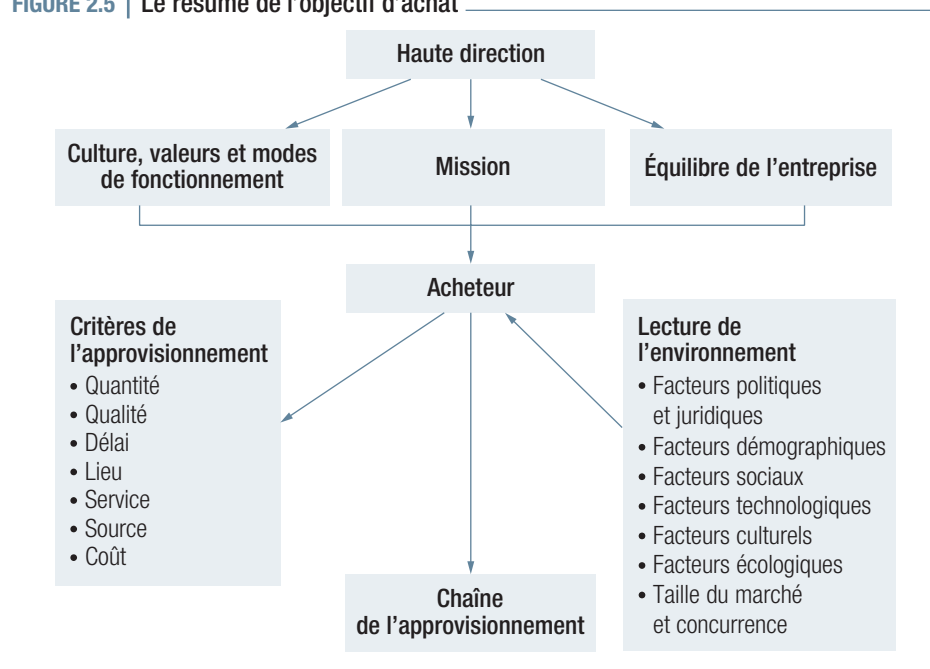 FIGURE 2.5 | Le résumé de l'objectif d'achat
Haute direction
Culture, valeurs et modes
de fonctionnement
Mission
Équilibre de l'entreprise
Acheteur
Critères de
l'approvisionnement
• Quantité
• Qualité
• Délai
• Lieu
• Service
• Source
• Coût
Chaîne
de l'approvisionnement
Lecture de
l'environnement
• Facteurs politiques
et juridiques
• Facteurs démographiques
• Facteurs sociaux
• Facteurs technologiques
• Facteurs culturels
• Facteurs écologiques
• Taille du marché
et concurrence